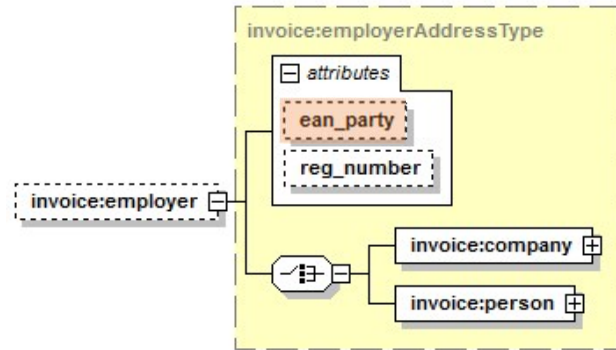 invoice:employerAddressType
attributes
ean_party
reg_number
invoice:employer
invoice:company
invoice:person